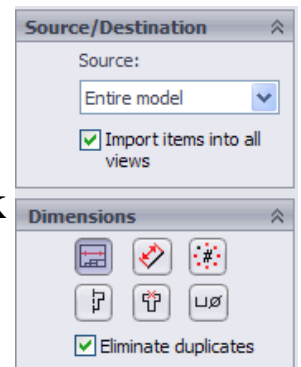 Source/Destination
Source:
Entire model
Import items into all
views
Dimensions
#
Eliminate duplicates